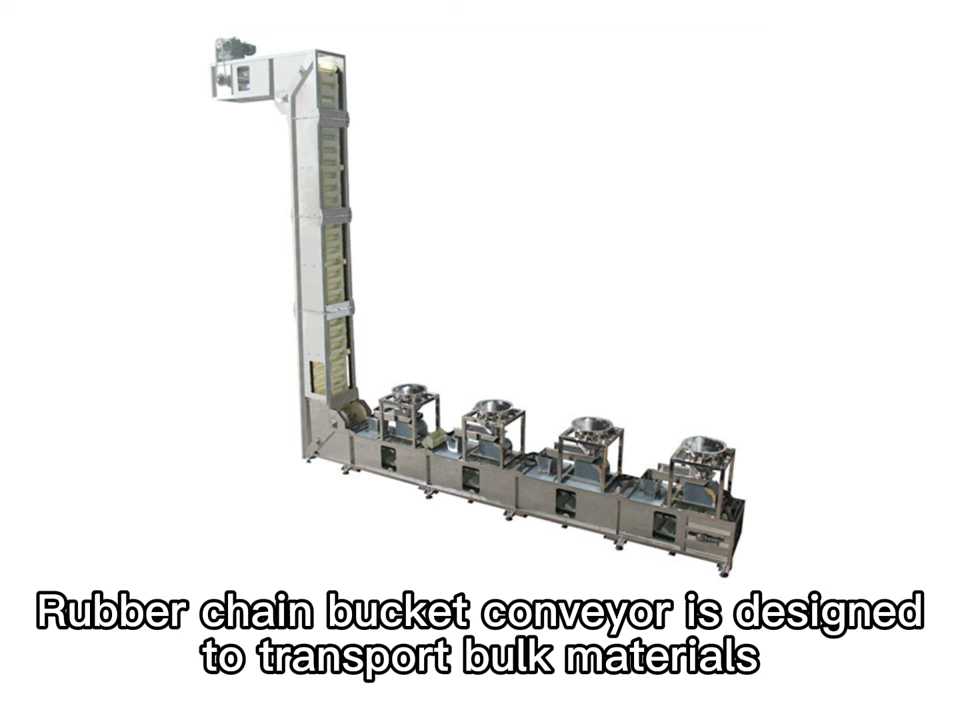 Rubber chain bucket conveyor is designed
to transport bulk materials